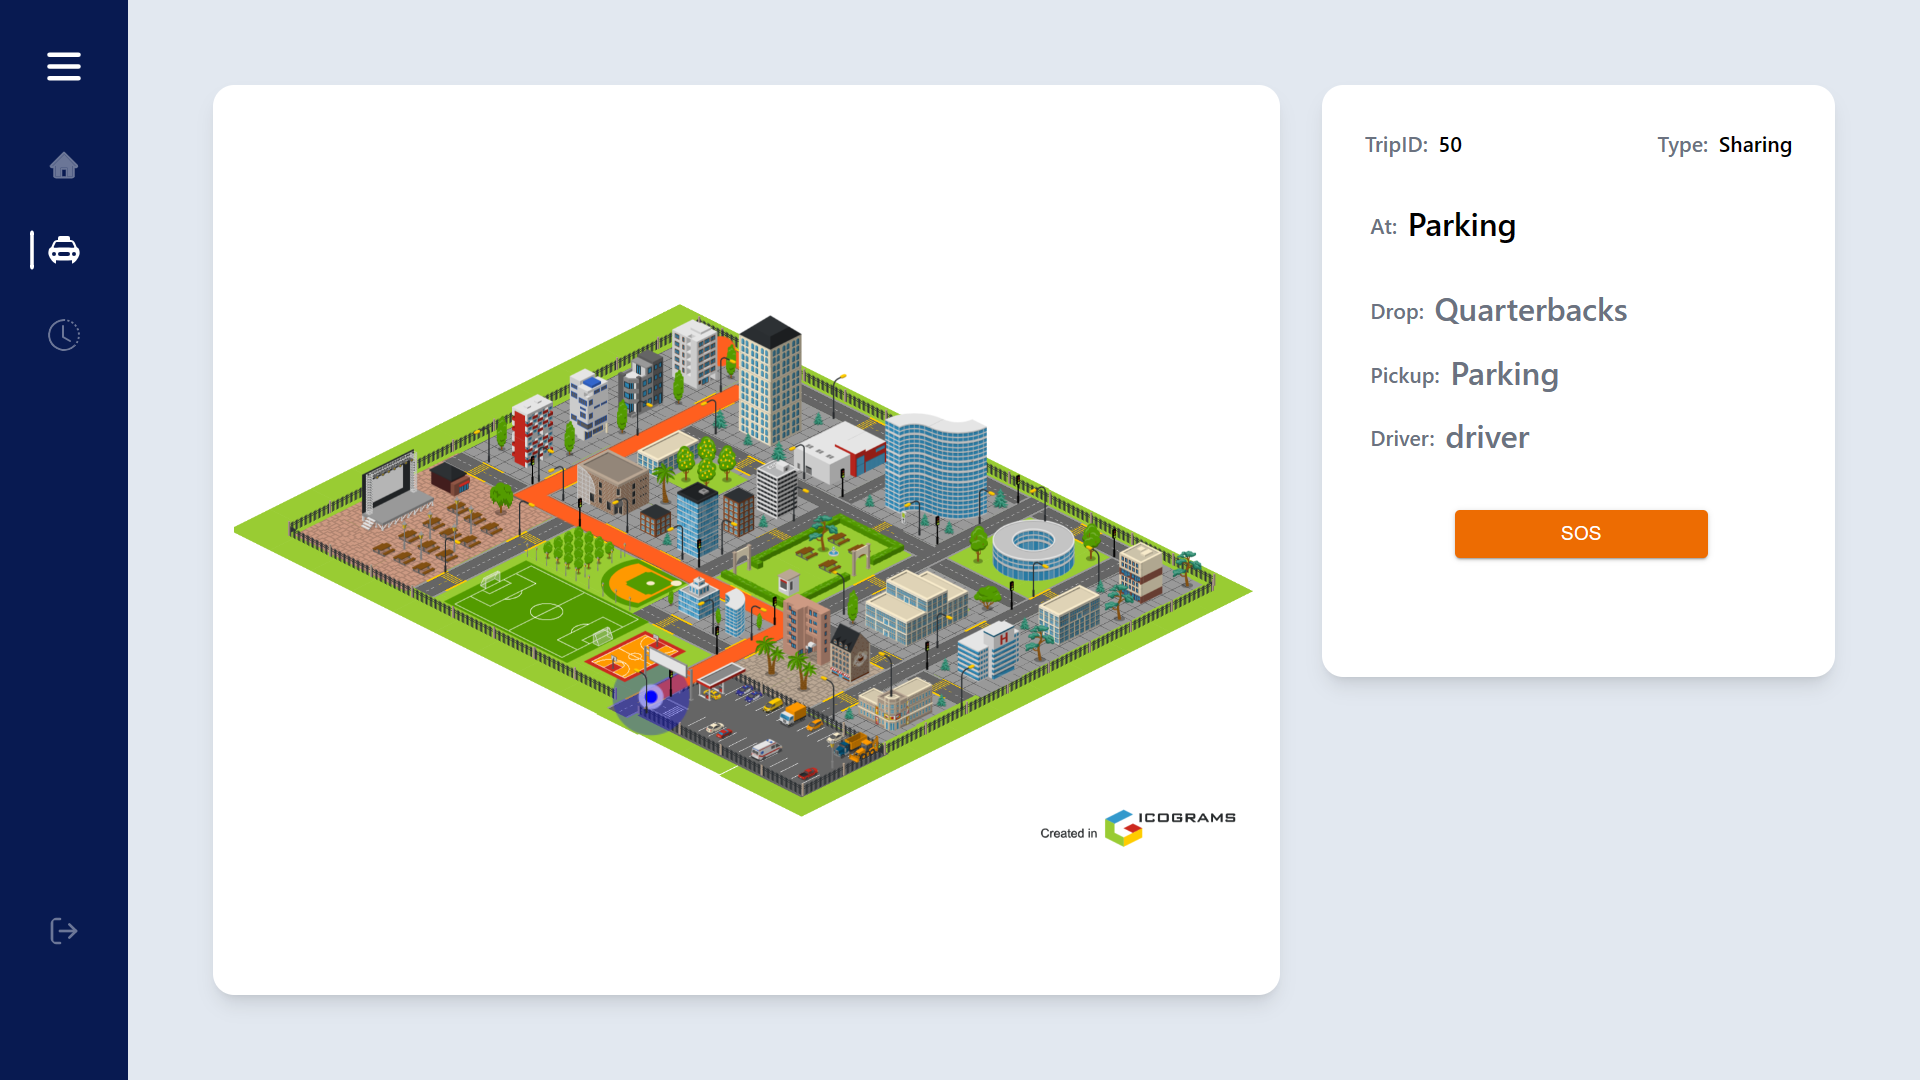 TripID: 50
Type: Sharing
At: Parking
Drop: Quarterbacks
Pickup: Parking
Driver: driver
SOS
H
Created in ICOGRAMS